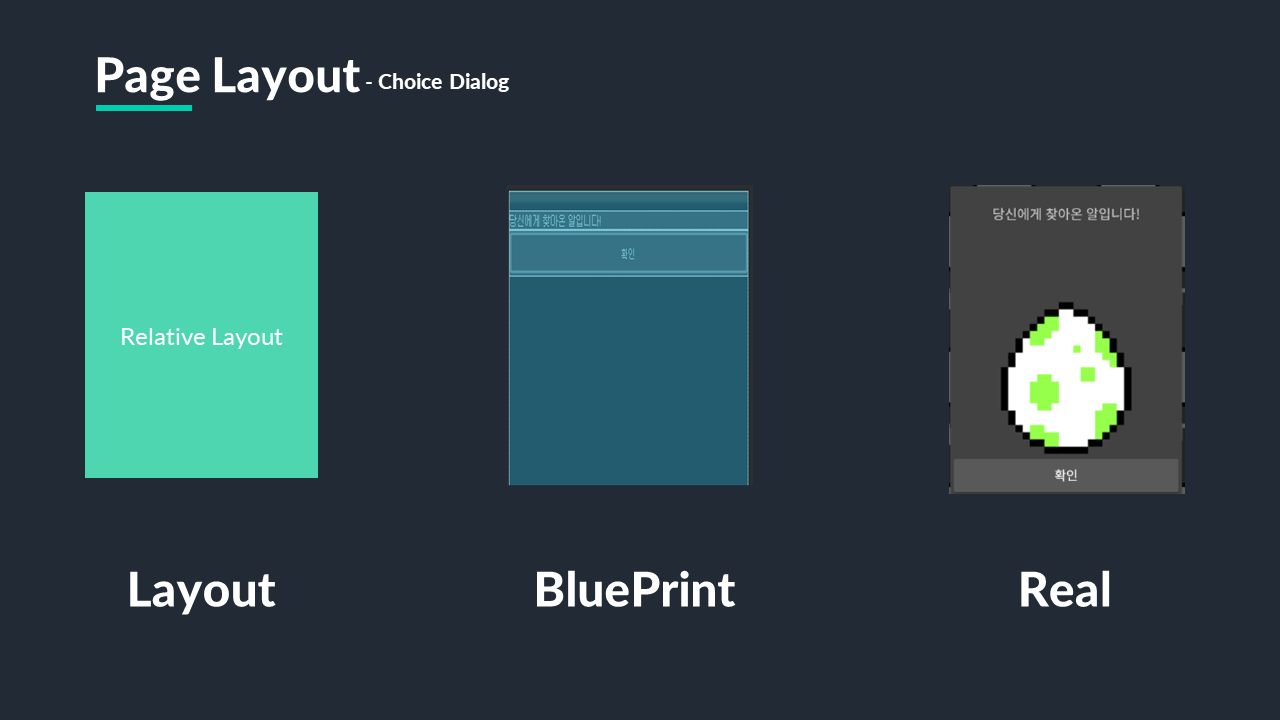 Page Layout - Choice Dialog
Relative Layout
당신에게 찾아온 알입니다!
확인
당신에게 찾아온 알입니다!
확인
Layout
BluePrint
Real